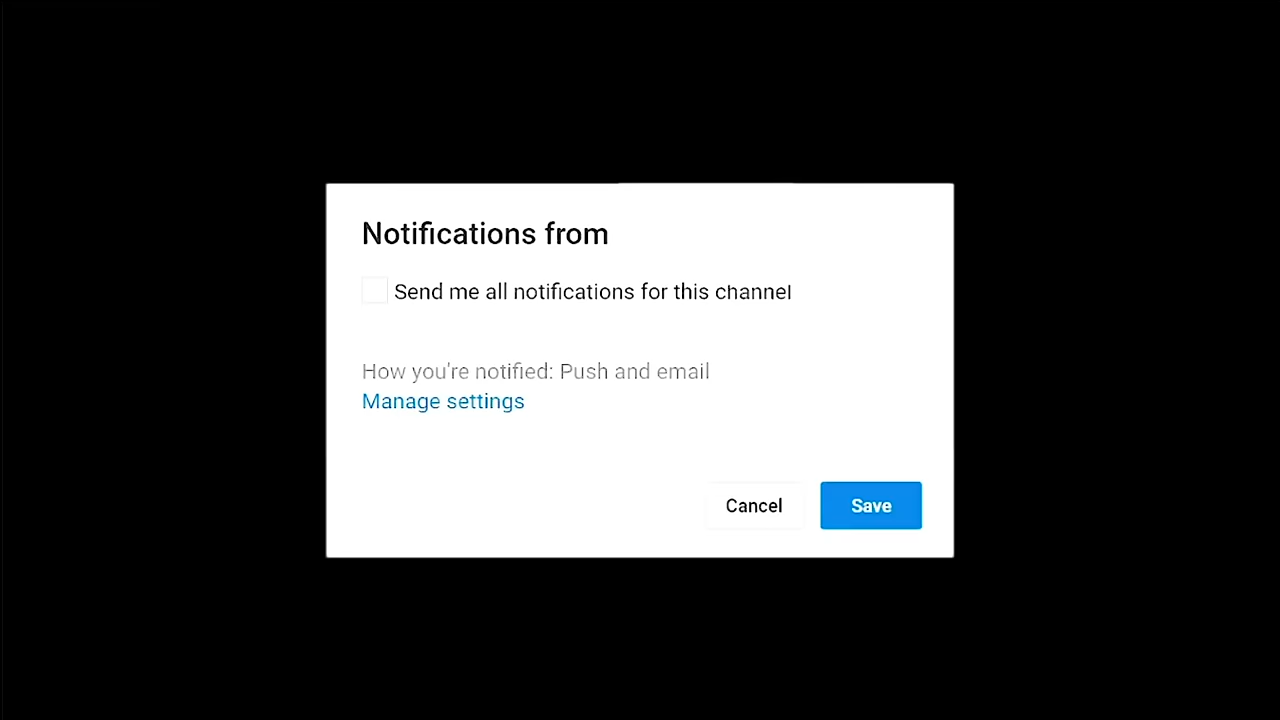 Notifications from
Send me all notifications for this channel
How you're notified: Push and email
Manage settings
Cancel Save